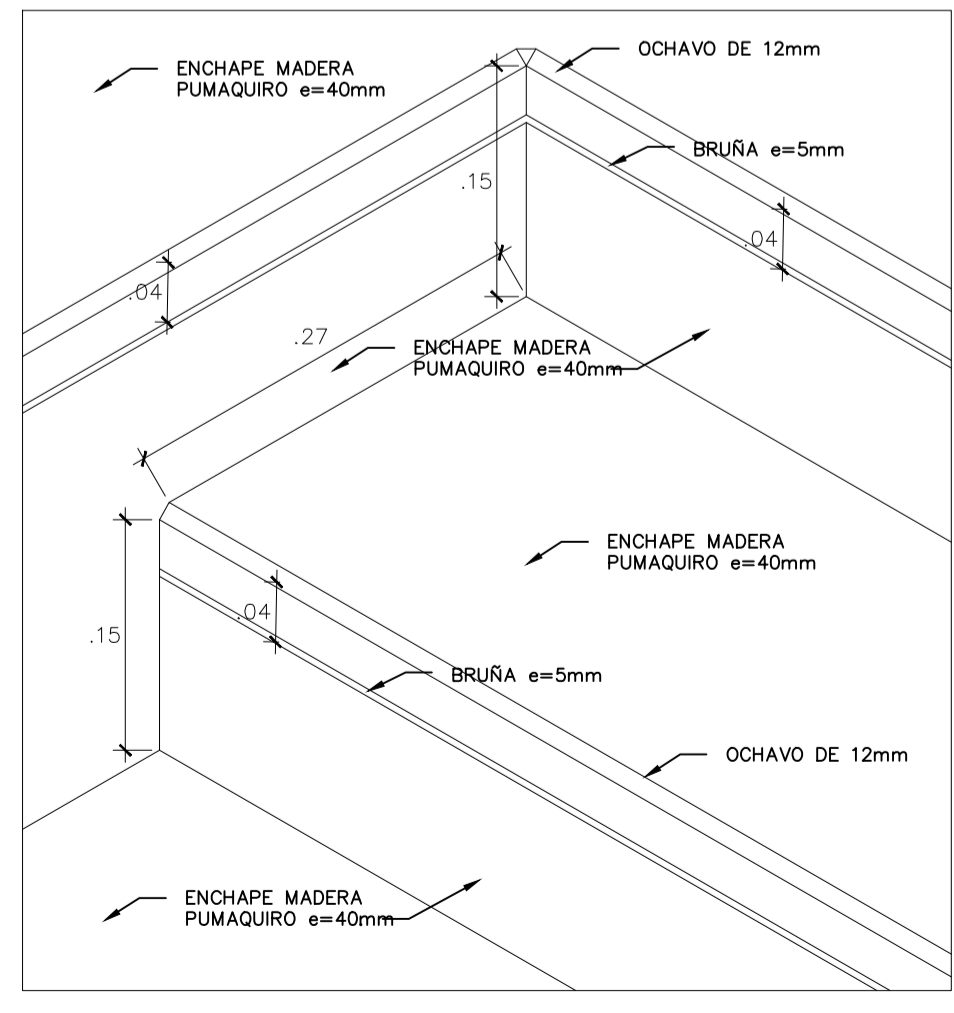 OCHAVO DE 12mm
ENCHAPE MADERA
PUMAQUIRO e=40mm
BRUÑA e=5mm
.15
.04
.04
.27
ENCHAPE MADERA
PUMAQUIRO e=40mm
ENCHAPE MADERA
PUMAQUIRO e=40mm
.04
.15
BRUÑA e=5mm
OCHAVO DE 12mm
ENCHAPE MADERA
PUMAQUIRO e=40mm